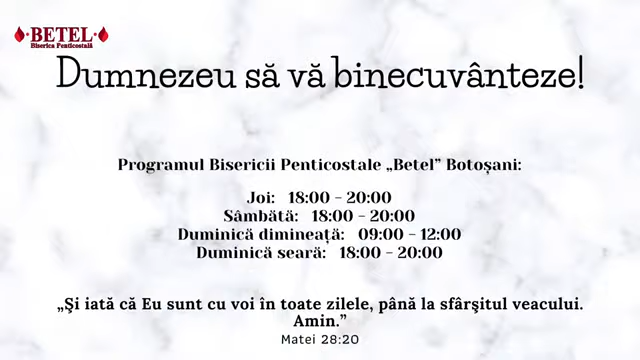 BETEL
Biserica Penticostală
Dumnezeu să vă binecuvânteze!
Programul Bisericii Penticostale „Betel” Botoșani:
Joi: 18:00 - 20:00
Sâmbătă: 18:00 - 20:00
Duminică dimineață: 09:00 - 12:00
Duminică seară: 18:00 - 20:00
„Şi iată că Eu sunt cu voi în toate zilele, până la sfârşitul veacului.
Amin.”
Matei 28:20